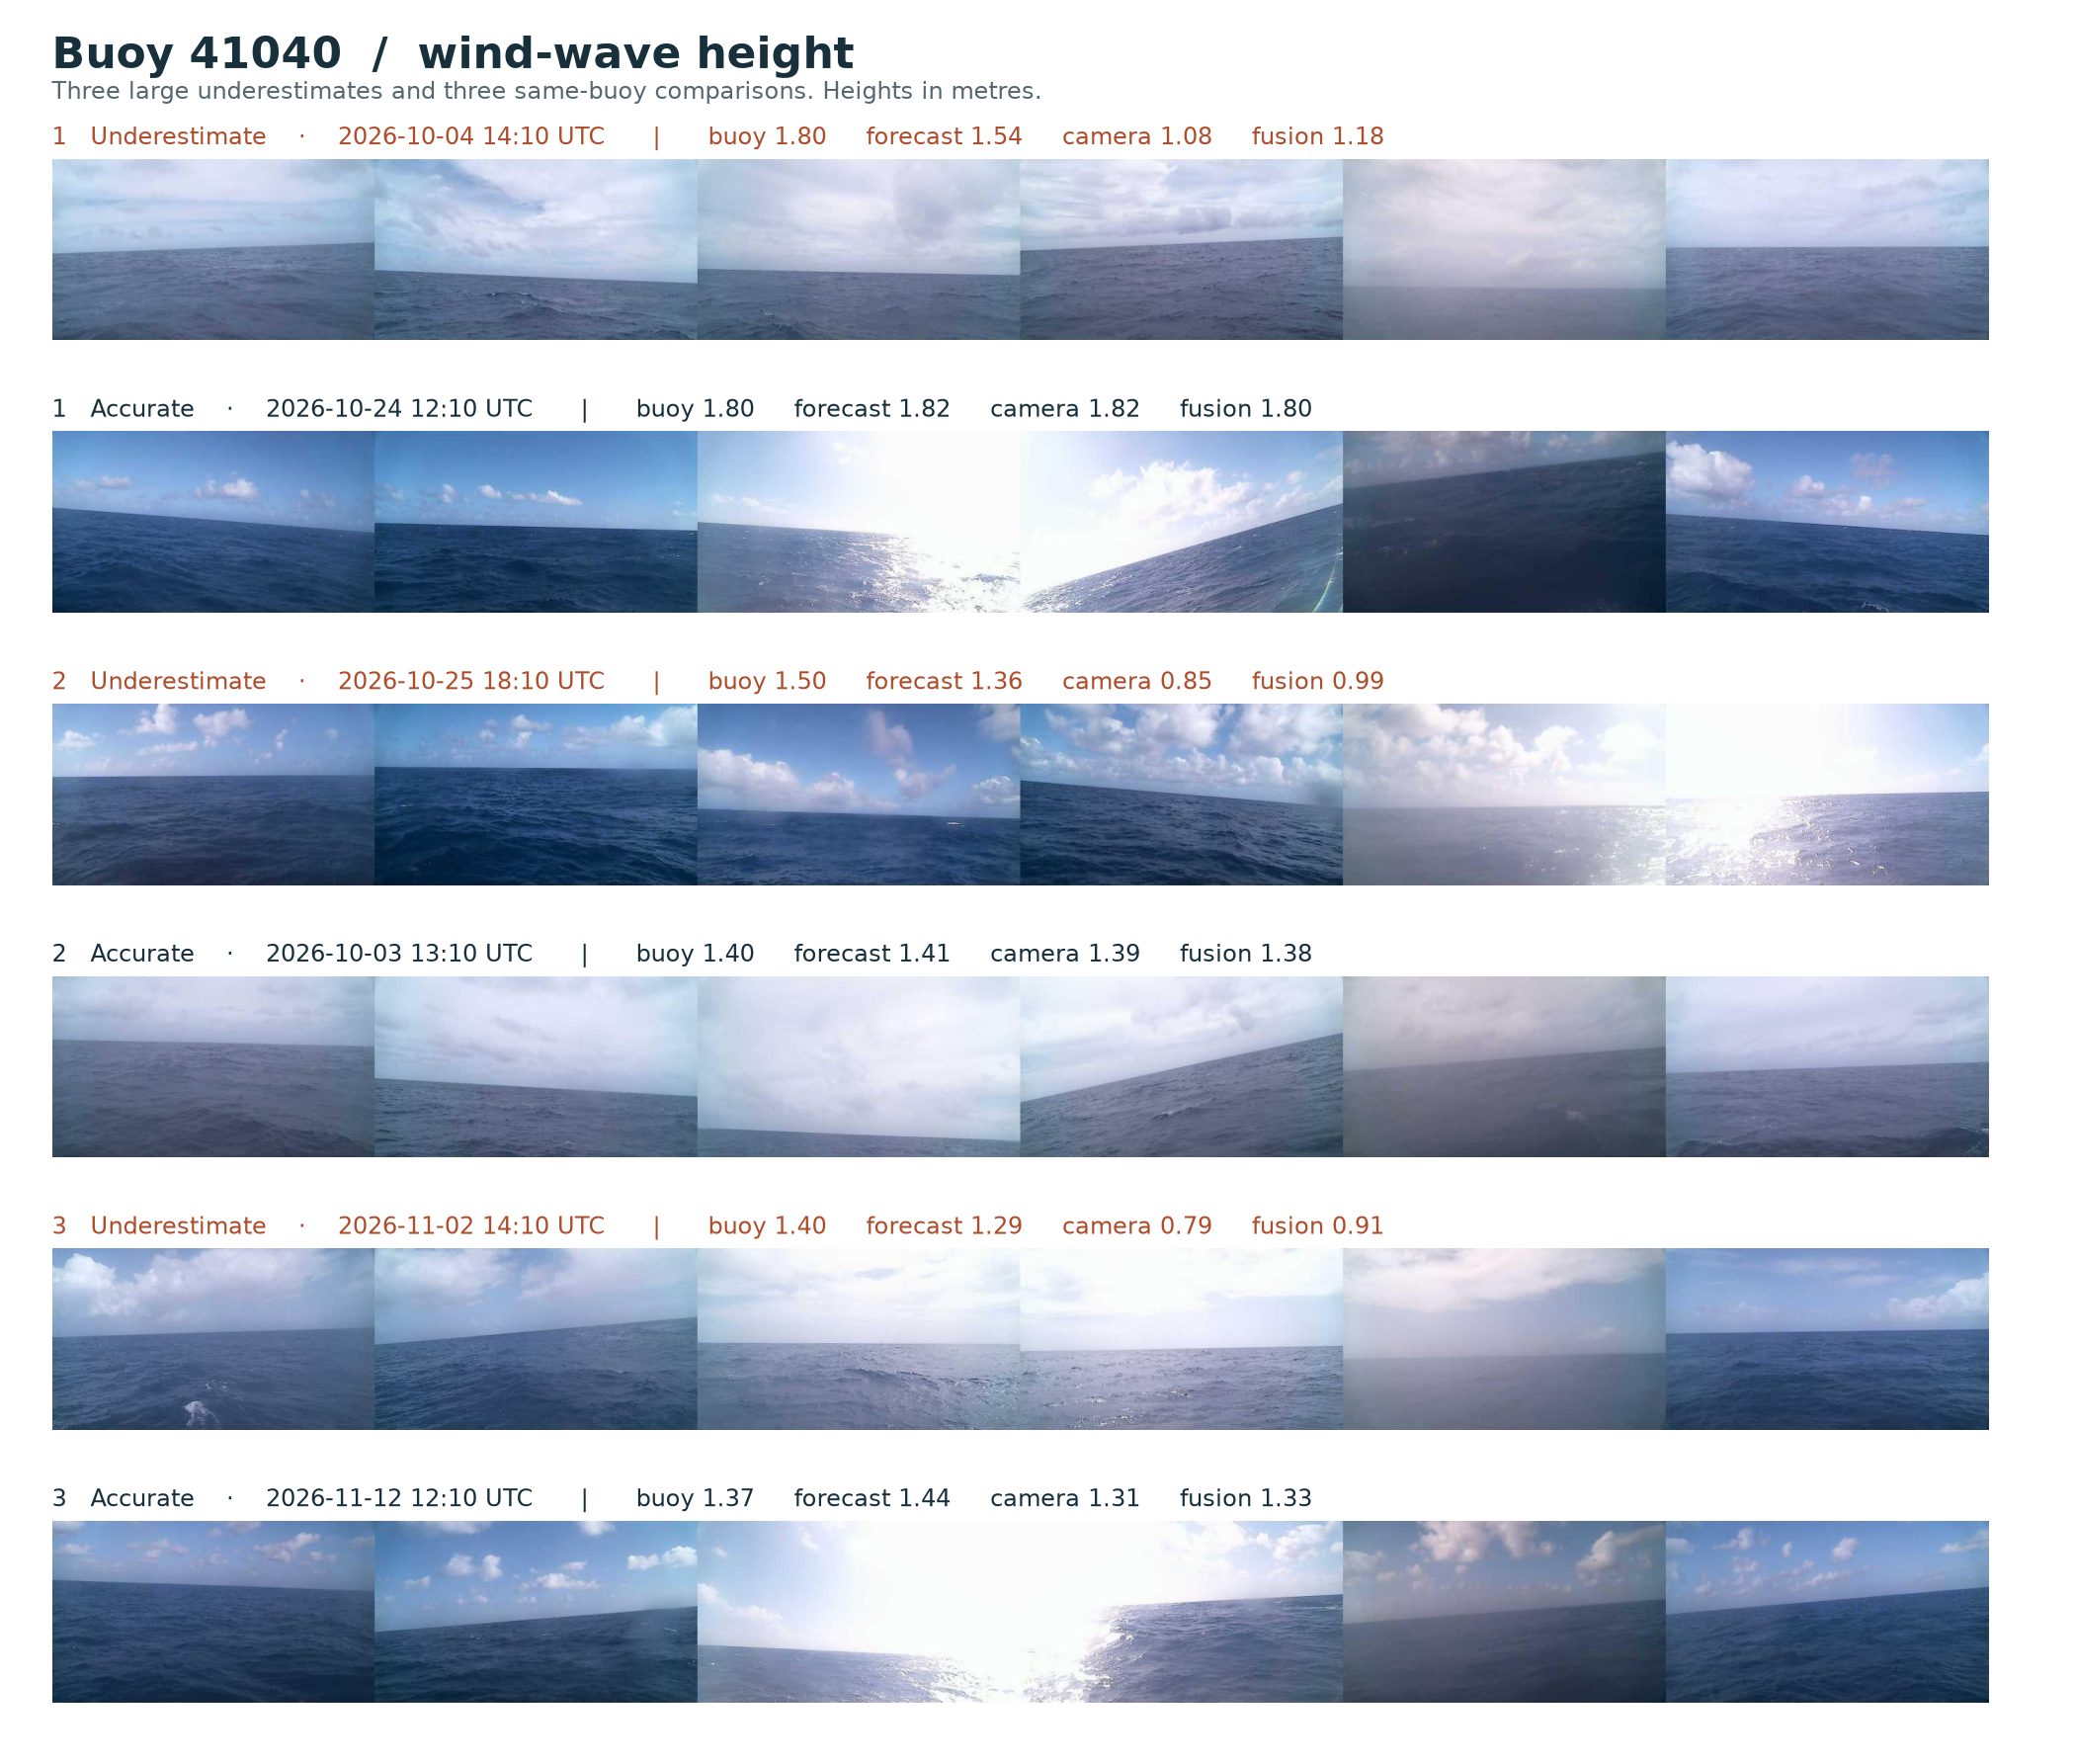 Buoy 41040 / wind-wave height
Three large underestimates and three same-buoy comparisons. Heights in metres.
1 Underestimate · 2026-10-04 14:10 UTC | buoy 1.80 forecast 1.54 camera 1.08 fusion 1.18
1 Accurate · 2026-10-24 12:10 UTC | buoy 1.80 forecast 1.82 camera 1.82 fusion 1.80
2 Underestimate · 2026-10-25 18:10 UTC | buoy 1.50 forecast 1.36 camera 0.85 fusion 0.99
2 Accurate · 2026-10-03 13:10 UTC | buoy 1.40 forecast 1.41 camera 1.39 fusion 1.38
3 Underestimate · 2026-11-02 14:10 UTC | buoy 1.40 forecast 1.29 camera 0.79 fusion 0.91
3 Accurate · 2026-11-12 12:10 UTC | buoy 1.37 forecast 1.44 camera 1.31 fusion 1.33